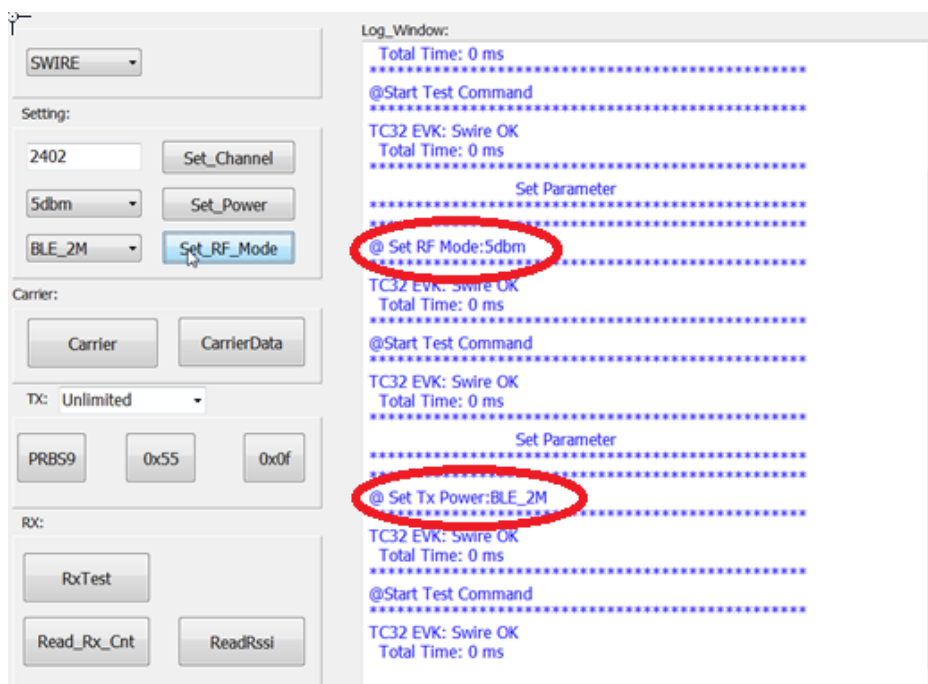 SWIRE
Setting:
2402
Set_Channel
5dbm
Set_Power
BLE_2M
Set_RF_Mode
Carrier:
Carrier
CarrierData
TX: Unlimited
PRBS9
0x55
0x0f
RX:
RxTest
Read_Rx_Cnt
ReadRssi
Log_Window:
Total Time: 0 ms
************************************************************
@Start Test Command
************************************************************
TC32 EVK: Swire OK
Total Time: 0 ms
************************************************************
Set Parameter
************************************************************
************************************************************
@ Set RF Mode:5dbm
************************************************************
TC32 EVK: Swire OK
Total Time: 0 ms
************************************************************
@Start Test Command
************************************************************
TC32 EVK: Swire OK
Total Time: 0 ms
************************************************************
Set Parameter
************************************************************
************************************************************
@ Set Tx Power:BLE_2M
************************************************************
TC32 EVK: Swire OK
Total Time: 0 ms
************************************************************
@Start Test Command
************************************************************
TC32 EVK: Swire OK
Total Time: 0 ms